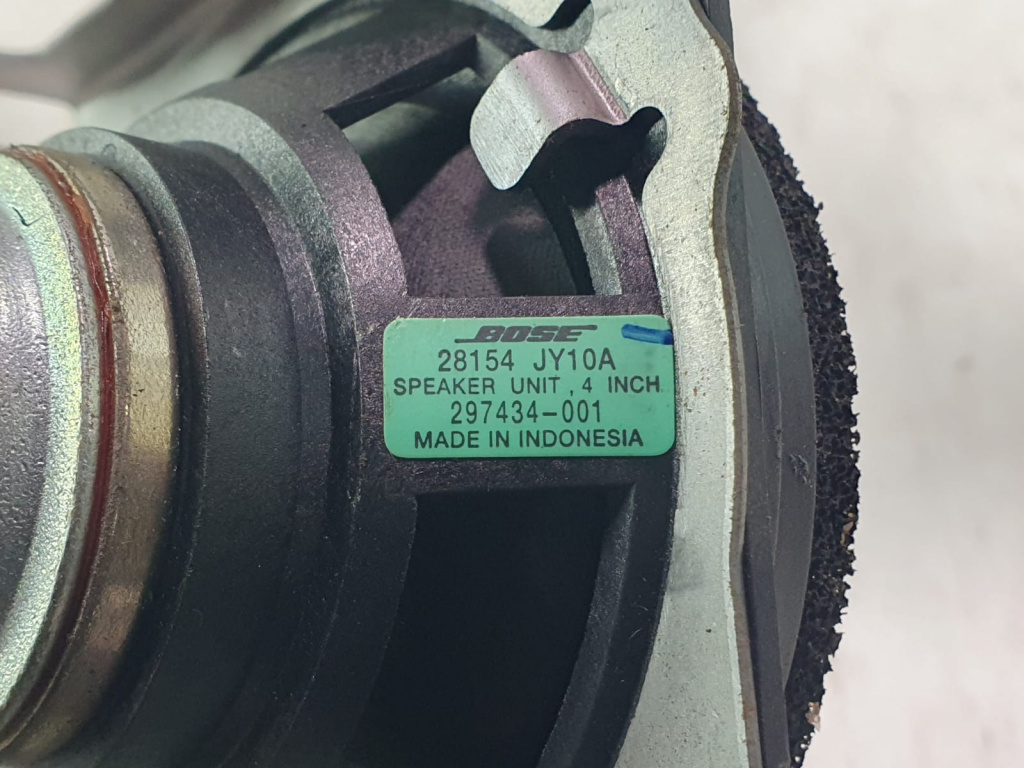 BOSE
28154 JY10A
SPEAKER UNIT, 4 INCH
297434-001
MADE IN INDONESIA